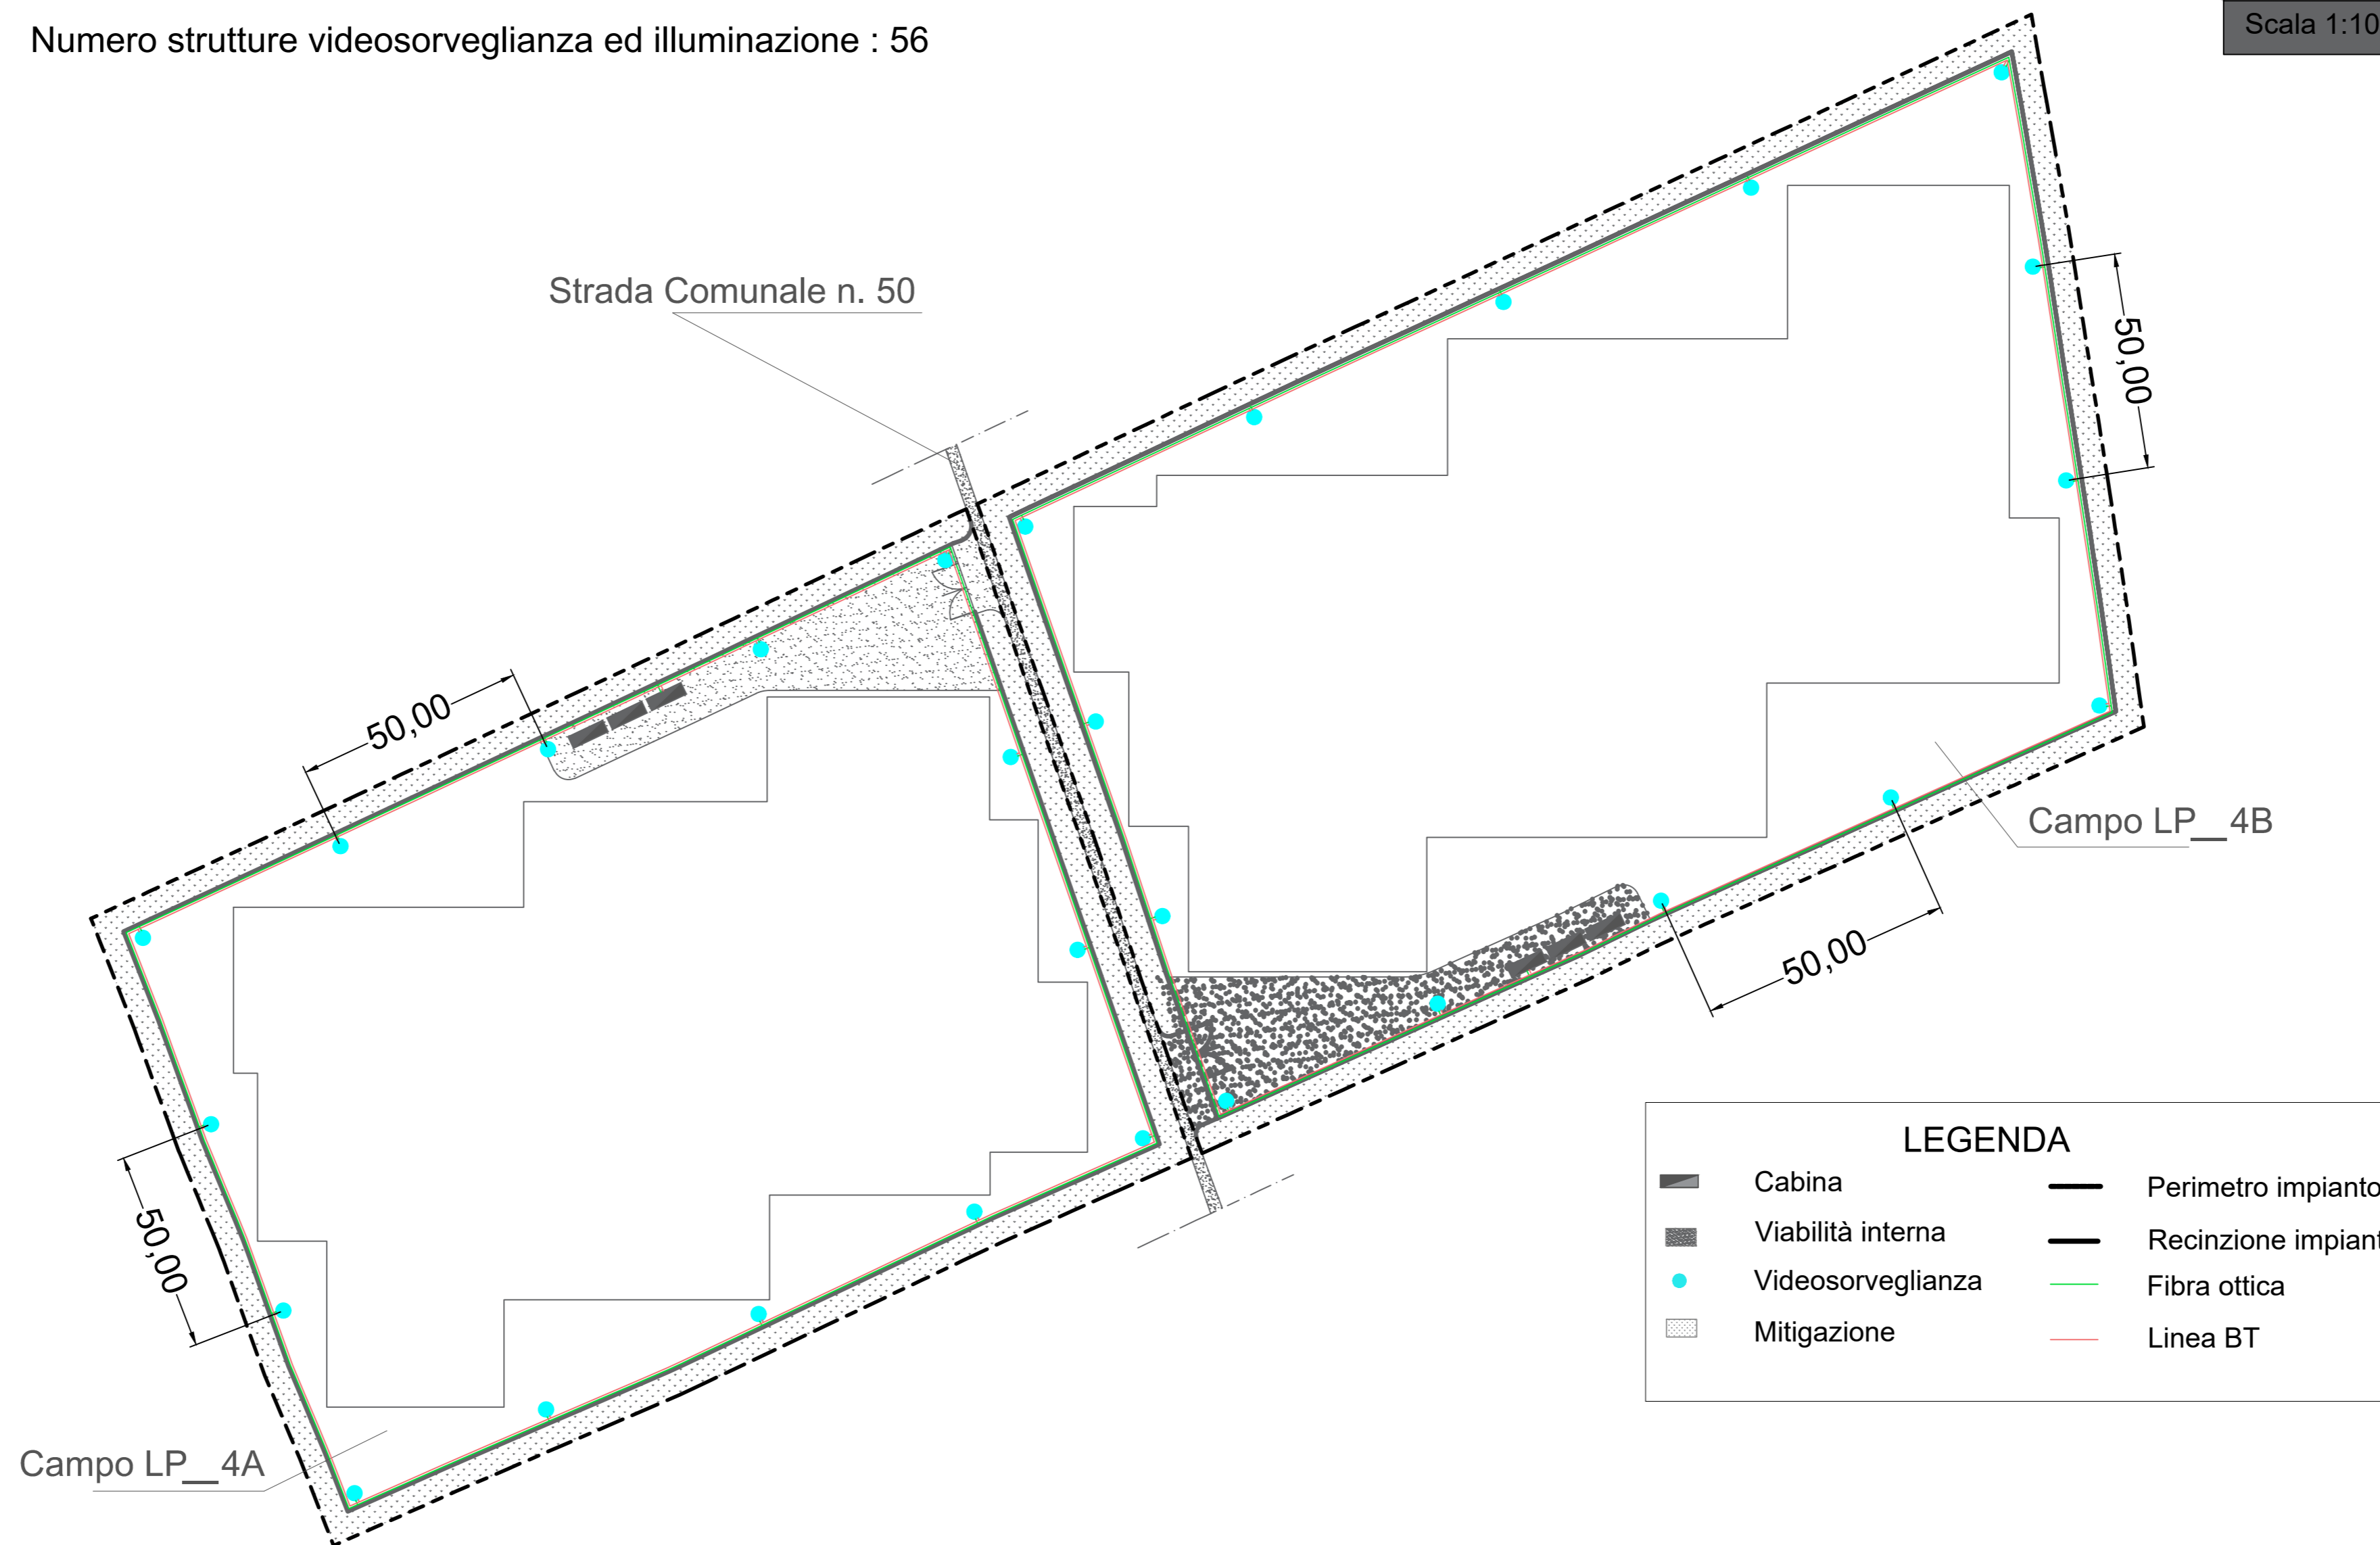 Numero strutture videosorveglianza ed illuminazione : 56
Scala 1:10
Strada Comunale n. 50
50,00
50,00
50,00
50,00
Campo LP__4B
Campo LP__4A
LEGENDA
Cabina
Perimetro impianto
Viabilità interna
Recinzione impiant
Videosorveglianza
Fibra ottica
Mitigazione
Linea BT